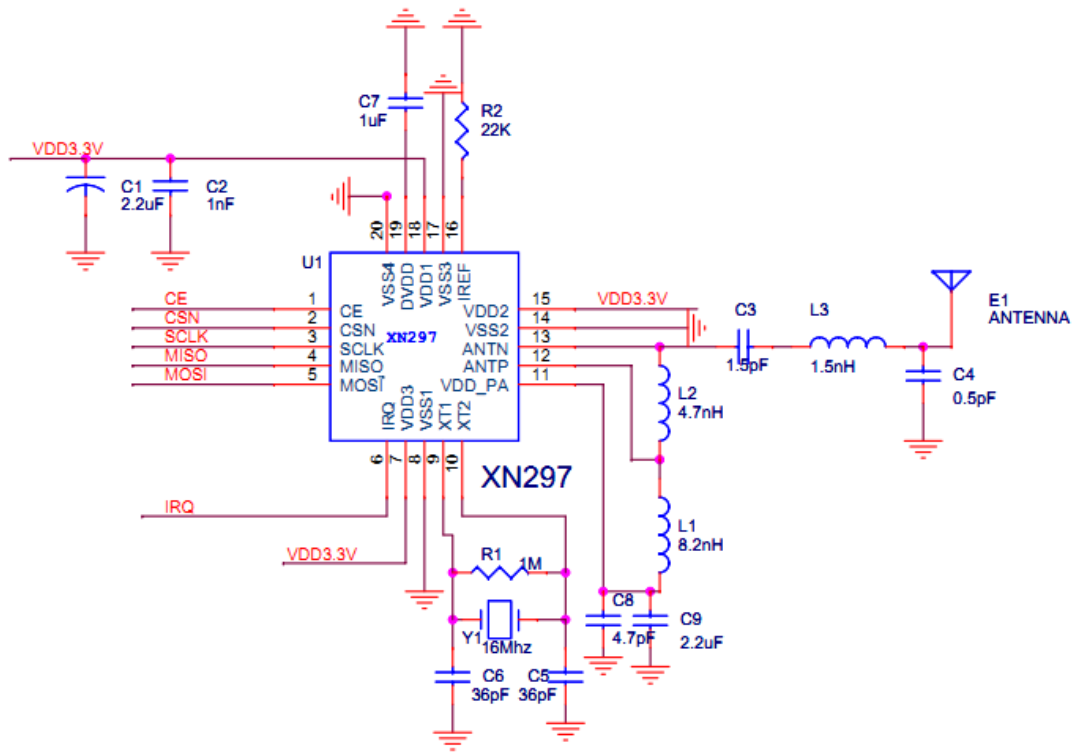 C7
1uF
R2
22K
VDD3.3V
C1
2.2uF
C2
1nF
20
19
18
17
16
U1
VSS4
DVDD
VDD1
VSS3
IREF
CE
1
CE
CSN
2
CSN
SCLK
3
SCLK
MISO
4
MISO
MOSI
5
MOSI
XN297
VDD2
15
VDD3.3V
VSS2
14
ANTN
13
ANTP
12
VDD_PA
11
C3
1.5pF
L3
1.5nH
E1
ANTENNA
C4
0.5pF
L2
4.7nH
IRQ
VDD3
VSS1
XT1
XT2
6
7
8
9
10
XN297
IRQ
VDD3.3V
L1
8.2nH
R1
1M
Y1
16Mhz
C8
4.7pF
C9
2.2uF
C6
36pF
C5
36pF